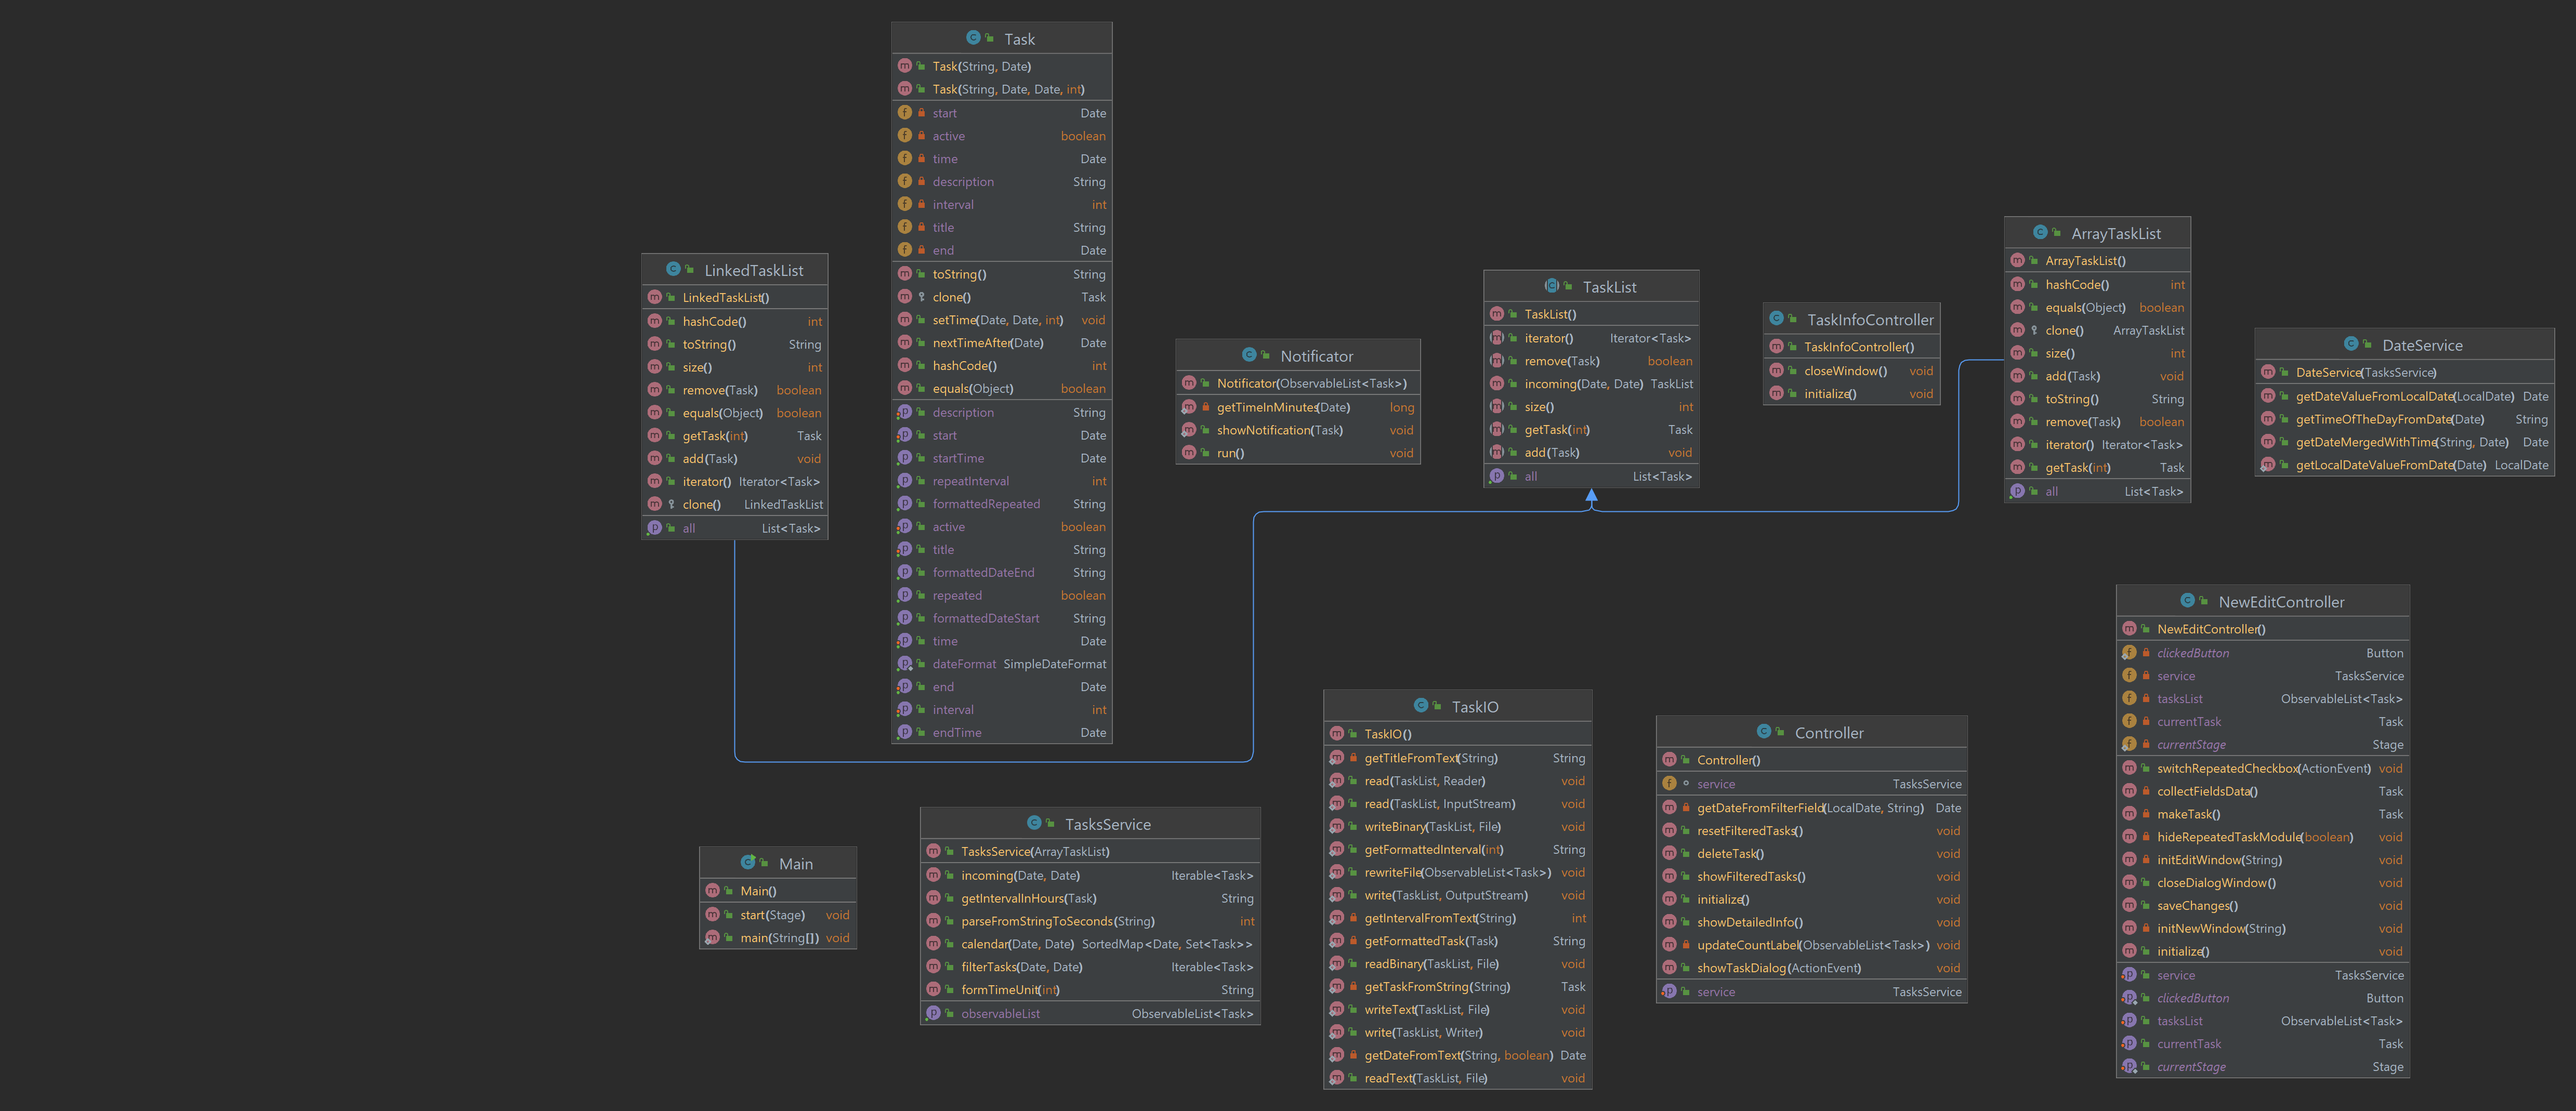 Task
Task(String, Date)
Task(String, Date, Date, int)
start Date
active boolean
time Date
description String
interval int
title String
end Date
toString() String
clone() Task
setTime(Date, Date, int) void
nextTimeAfter(Date) Date
hashCode() int
equals(Object) boolean
description String
start Date
startTime Date
repeatInterval int
formattedRepeated String
active boolean
title String
formattedDateEnd String
repeated boolean
formattedDateStart String
time Date
dateFormat SimpleDateFormat
end Date
interval int
endTime Date
LinkedTaskList
LinkedTaskList()
hashCode() int
toString() String
size() int
remove(Task) boolean
equals(Object) boolean
getTask(int) Task
add(Task) void
iterator() Iterator<Task>
clone() LinkedTaskList
all List<Task>
Notificator
Notificator(ObservableList<Task>)
getTimeInMinutes(Date) long
showNotification(Task) void
run() void
TaskList
TaskList()
iterator() Iterator<Task>
remove(Task) boolean
incoming(Date, Date) TaskList
size() int
getTask(int) Task
add(Task) void
all List<Task>
TaskInfoController
TaskInfoController()
closeWindow() void
initialize() void
ArrayTaskList
ArrayTaskList()
hashCode() int
equals(Object) boolean
clone() ArrayTaskList
size() int
add(Task) void
toString() String
remove(Task) boolean
iterator() Iterator<Task>
getTask(int) Task
all List<Task>
DateService
DateService(TasksService)
getDateValueFromLocalDate(LocalDate) Date
getTimeOfTheDayFromDate(Date) String
getDateMergedWithTime(String, Date) Date
getLocalDateValueFromDate(Date) LocalDate
Main
Main()
start(Stage) void
main(String[]) void
TasksService
TasksService(ArrayTaskList)
incoming(Date, Date) Iterable<Task>
getIntervalInHours(Task) String
parseFromStringToSeconds(String) int
calendar(Date, Date) SortedMap<Date, Set<Task>>
filterTasks(Date, Date) Iterable<Task>
formTimeUnit(int) String
observableList ObservableList<Task>
TaskIO
TaskIO()
getTitleFromText(String) String
read(TaskList, Reader) void
read(TaskList, InputStream) void
writeBinary(TaskList, File) void
getFormattedInterval(int) String
rewriteFile(ObservableList<Task>) void
write(TaskList, OutputStream) void
getIntervalFromText(String) int
getFormattedTask(Task) String
readBinary(TaskList, File) void
getTaskFromString(String) Task
writeText(TaskList, File) void
write(TaskList, Writer) void
getDateFromText(String, boolean) Date
readText(TaskList, File) void
Controller
Controller()
service TasksService
getDateFromFilterField(LocalDate, String) Date
resetFilteredTasks() void
deleteTask() void
showFilteredTasks() void
initialize() void
showDetailedInfo() void
updateCountLabel(ObservableList<Task>) void
showTaskDialog(ActionEvent) void
service TasksService
NewEditController
NewEditController()
clickedButton Button
service TasksService
tasksList ObservableList<Task>
currentTask Task
currentStage Stage
switchRepeatedCheckbox(ActionEvent) void
collectFieldsData() Task
makeTask() Task
hideRepeatedTaskModule(boolean) void
initEditWindow(String) void
closeDialogWindow() void
saveChanges() void
initNewWindow(String) void
initialize() void
service TasksService
clickedButton Button
tasksList ObservableList<Task>
currentTask Task
currentStage Stage